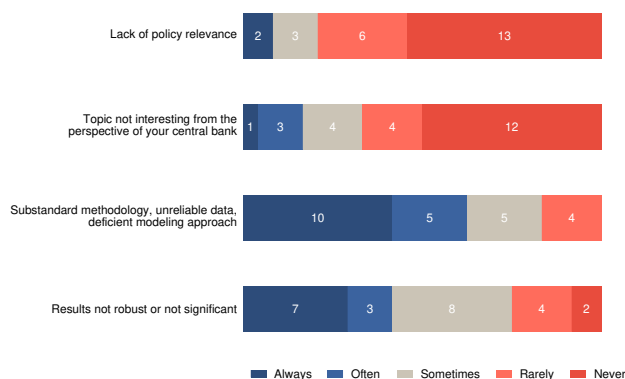 Lack of policy relevance
2 3 6 13
Topic not interesting from the
perspective of your central bank
1 3 4 4 12
Substandard methodology, unreliable data,
deficient modeling approach
10 5 5 4
Results not robust or not significant
7 3 8 4 2
Always Often Sometimes Rarely Never